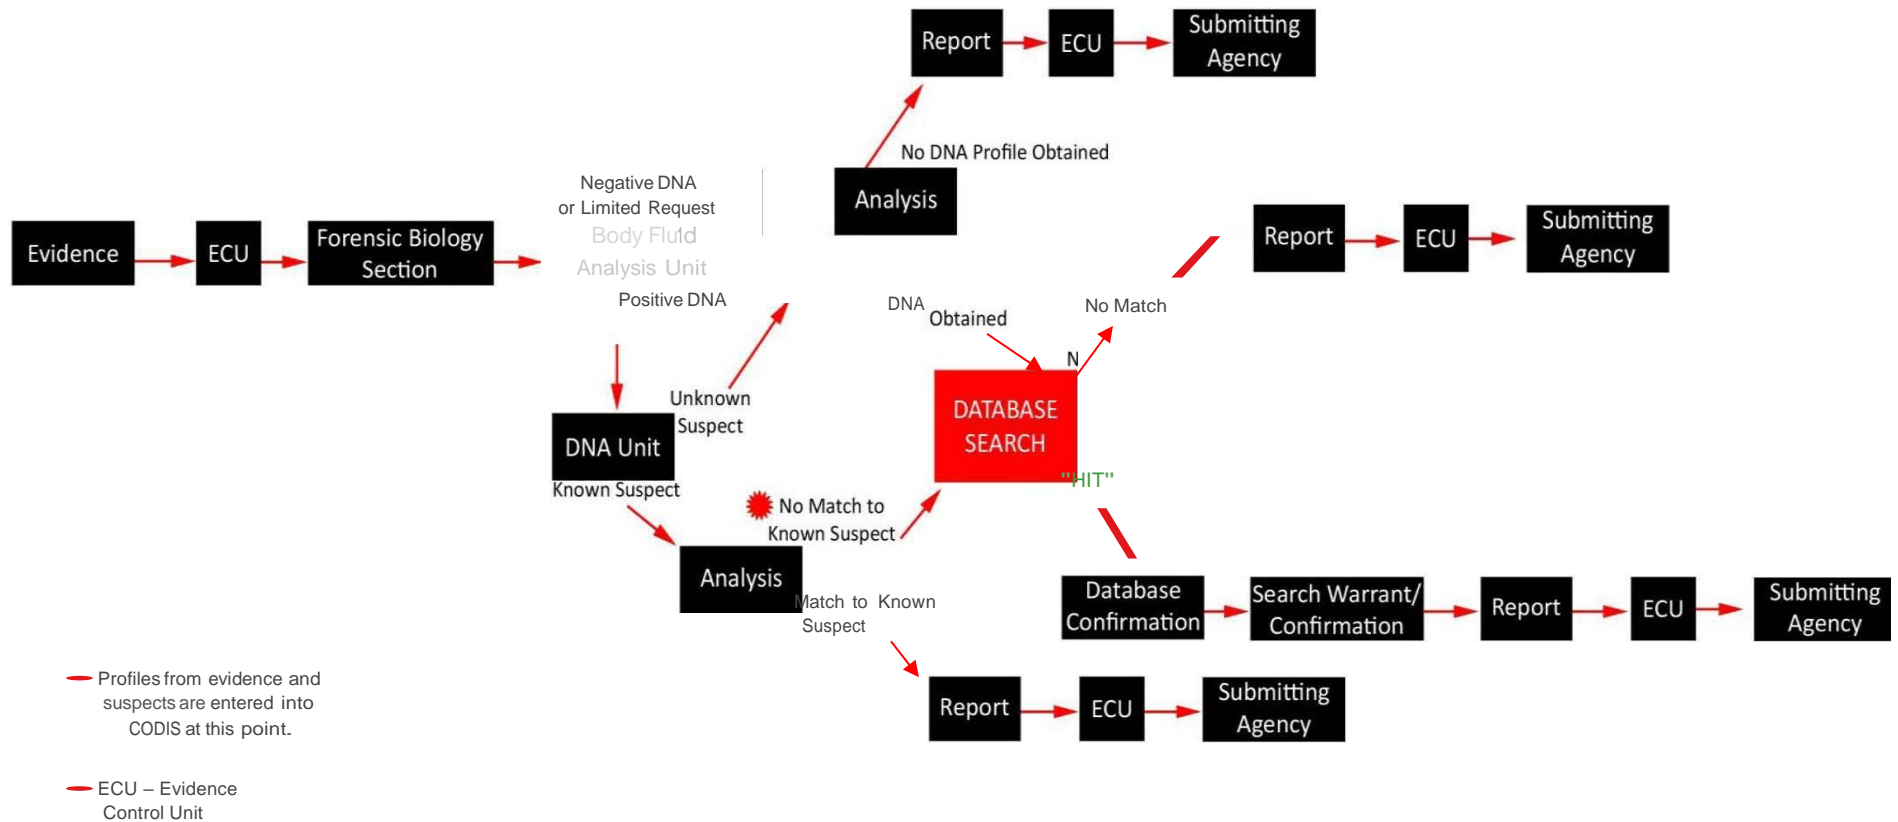 Report
ECU
Submitting
Agency
No DNA Profile Obtained
Analysis
Negative DNA
or Limited Request
Body Fluid
Analysis Unit
Positive DNA
Evidence
ECU
Forensic Biology
Section
Report
ECU
Submitting
Agency
DNA
Obtained
No Match
N
DATABASE
SEARCH
"HIT"
Unknown
Suspect
DNA Unit
Known Suspect
No Match to
Known Suspect
Analysis
Match to Known
Suspect
Database
Confirmation
Search Warrant/
Confirmation
Report
ECU
Submitting
Agency
Report
ECU
Submitting
Agency
Profiles from evidence and
suspects are entered into
CODIS at this point.
ECU – Evidence
Control Unit